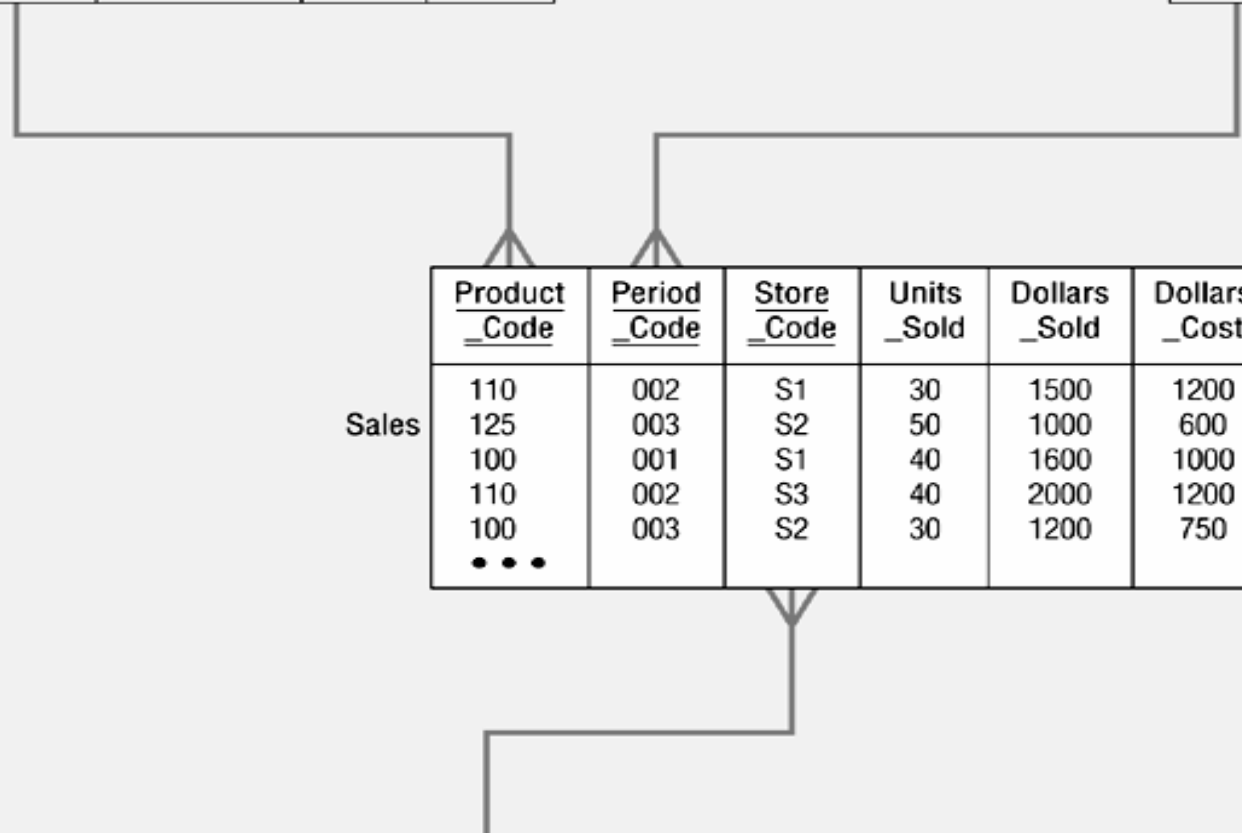 Product Period Store Units Dollars Dollars
_Code _Code _Code _Sold _Sold _Cost
110 002 S1 30 1500 1200
Sales 125 003 S2 50 1000 600
100 001 S1 40 1600 1000
110 002 S3 40 2000 1200
100 003 S2 30 1200 750
• • •